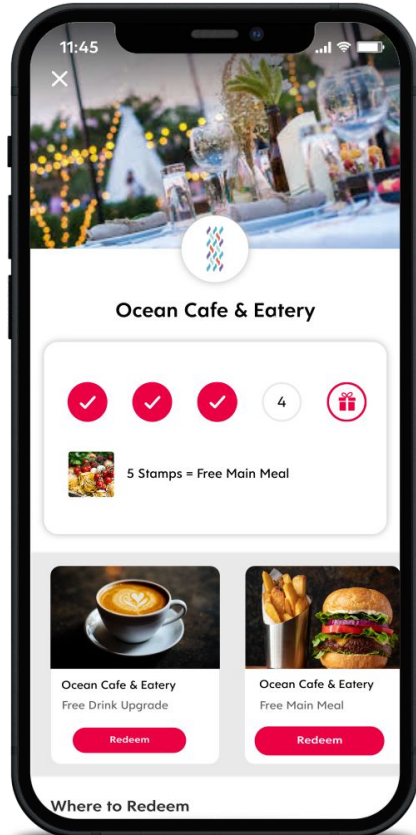 11:45
Ocean Cafe & Eatery
4
5 Stamps = Free Main Meal
Ocean Cafe & Eatery
Free Drink Upgrade
Redeem
Ocean Cafe & Eatery
Free Main Meal
Redeem
Where to Redeem